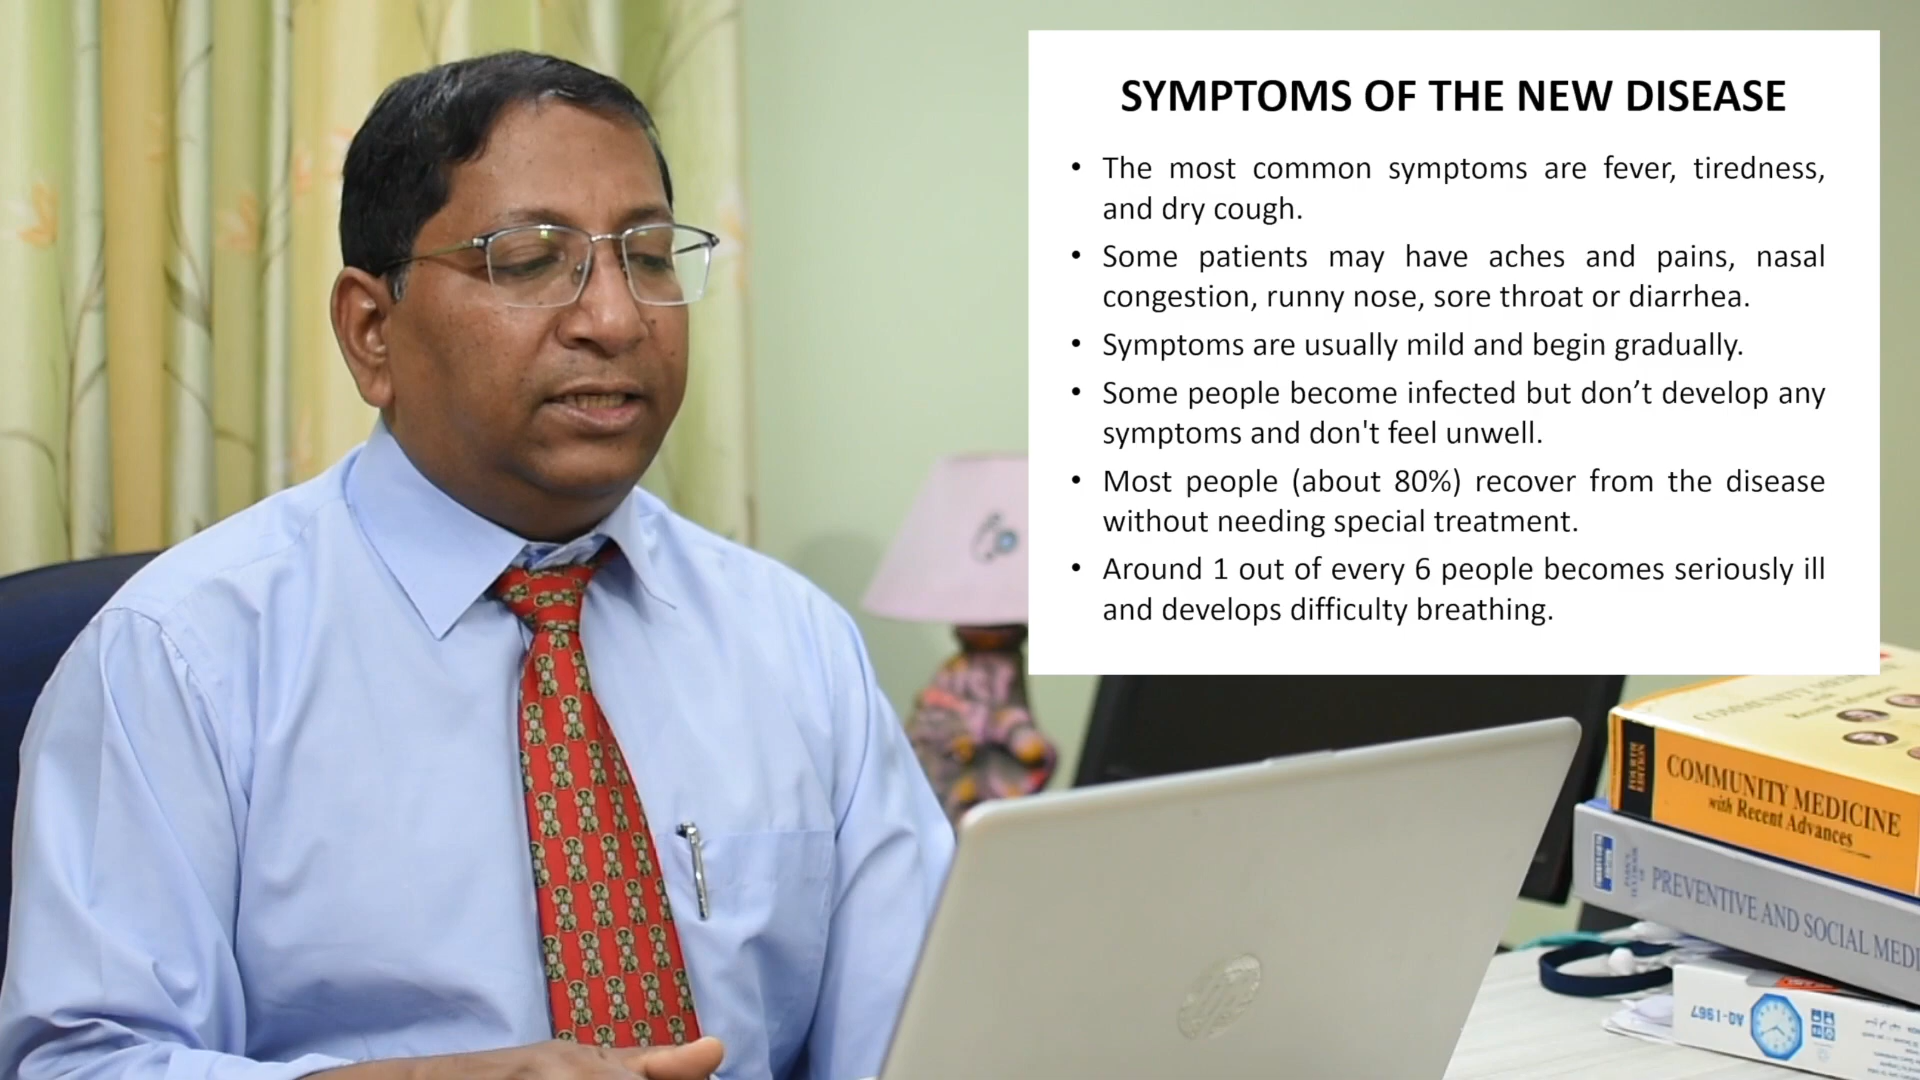 SYMPTOMS OF THE NEW DISEASE
• The most common symptoms are fever, tiredness,
and dry cough.
• Some patients may have aches and pains, nasal
congestion, runny nose, sore throat or diarrhea.
• Symptoms are usually mild and begin gradually.
• Some people become infected but don’t develop any
symptoms and don't feel unwell.
• Most people (about 80%) recover from the disease
without needing special treatment.
• Around 1 out of every 6 people becomes seriously ill
and develops difficulty breathing.
FOURTH
EDITION
COMMUNITY MEDICINE
with Recent Advances
PREVENTIVE AND SOCIAL MEDI
AQ-1967
hp